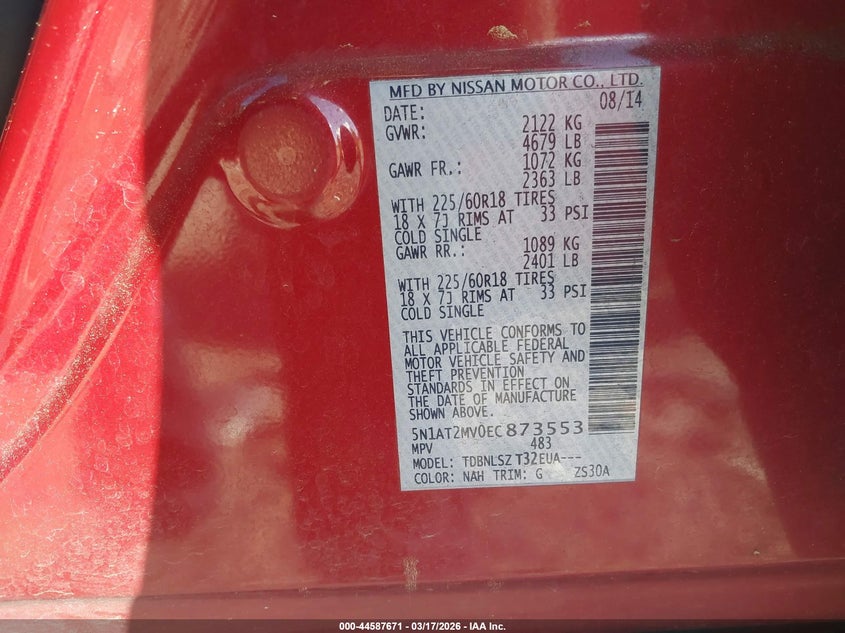 MFD BY NISSAN MOTOR CO., LTD.
DATE: 08/14
GVWR: 2122 KG
4679 LB
GAWR FR.: 1072 KG
2363 LB
WITH 225/60R18 TIRES
18 X 7J RIMS AT 33 PSI
COLD SINGLE
GAWR RR.: 1089 KG
2401 LB
WITH 225/60R18 TIRES
18 X 7J RIMS AT 33 PSI
COLD SINGLE
THIS VEHICLE CONFORMS TO
ALL APPLICABLE FEDERAL
MOTOR VEHICLE SAFETY AND
THEFT PREVENTION
STANDARDS IN EFFECT ON
THE DATE OF MANUFACTURE
SHOWN ABOVE.
5N1AT2MV0EC873553
MPV 483
MODEL: TDBNLSZ T32EUA---
COLOR: NAH TRIM: G ZS30A
000-44587671 — 03/17/2026 — IAA Inc.